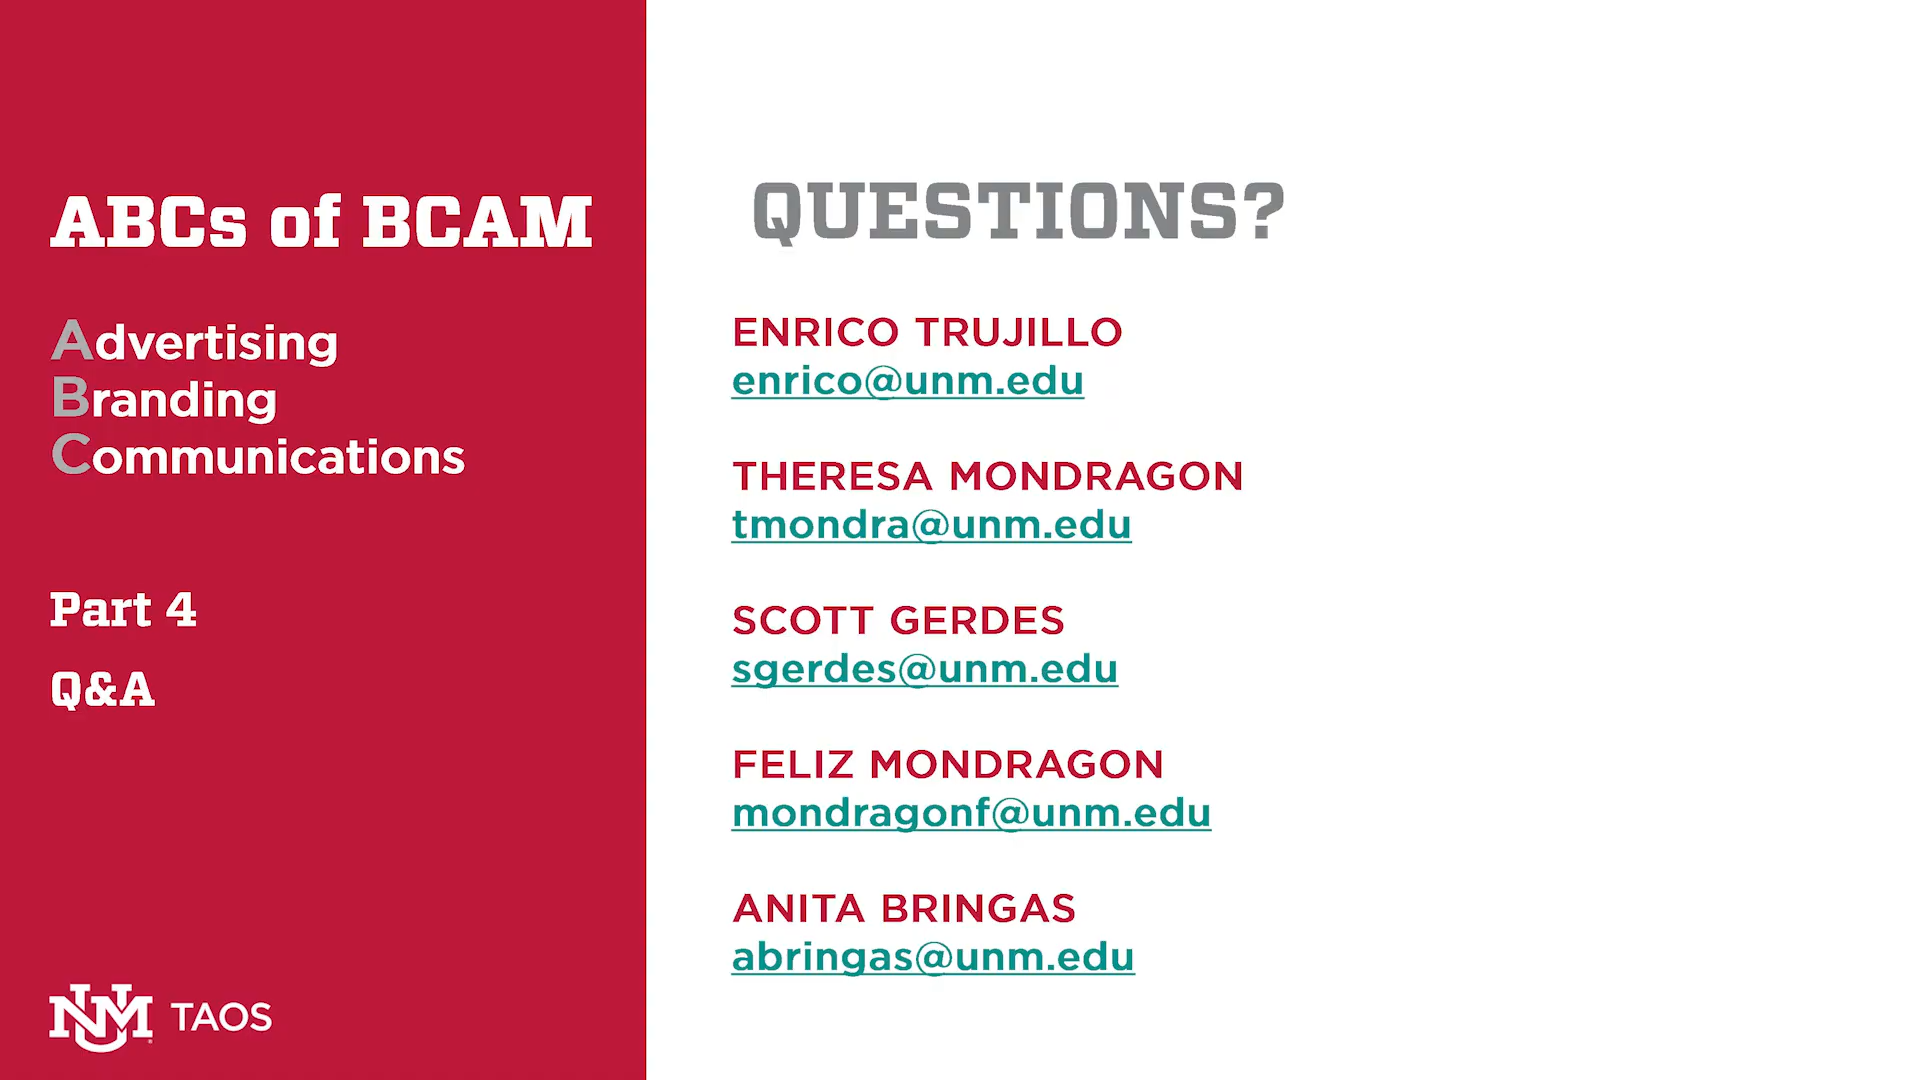 ABCs of BCAM
Advertising
Branding
Communications
Part 4
Q&A
UNM TAOS
QUESTIONS?
ENRICO TRUJILLO
enrico@unm.edu
THERESA MONDRAGON
tmondra@unm.edu
SCOTT GERDES
sgerdes@unm.edu
FELIZ MONDRAGON
mondragonf@unm.edu
ANITA BRINGAS
abringas@unm.edu